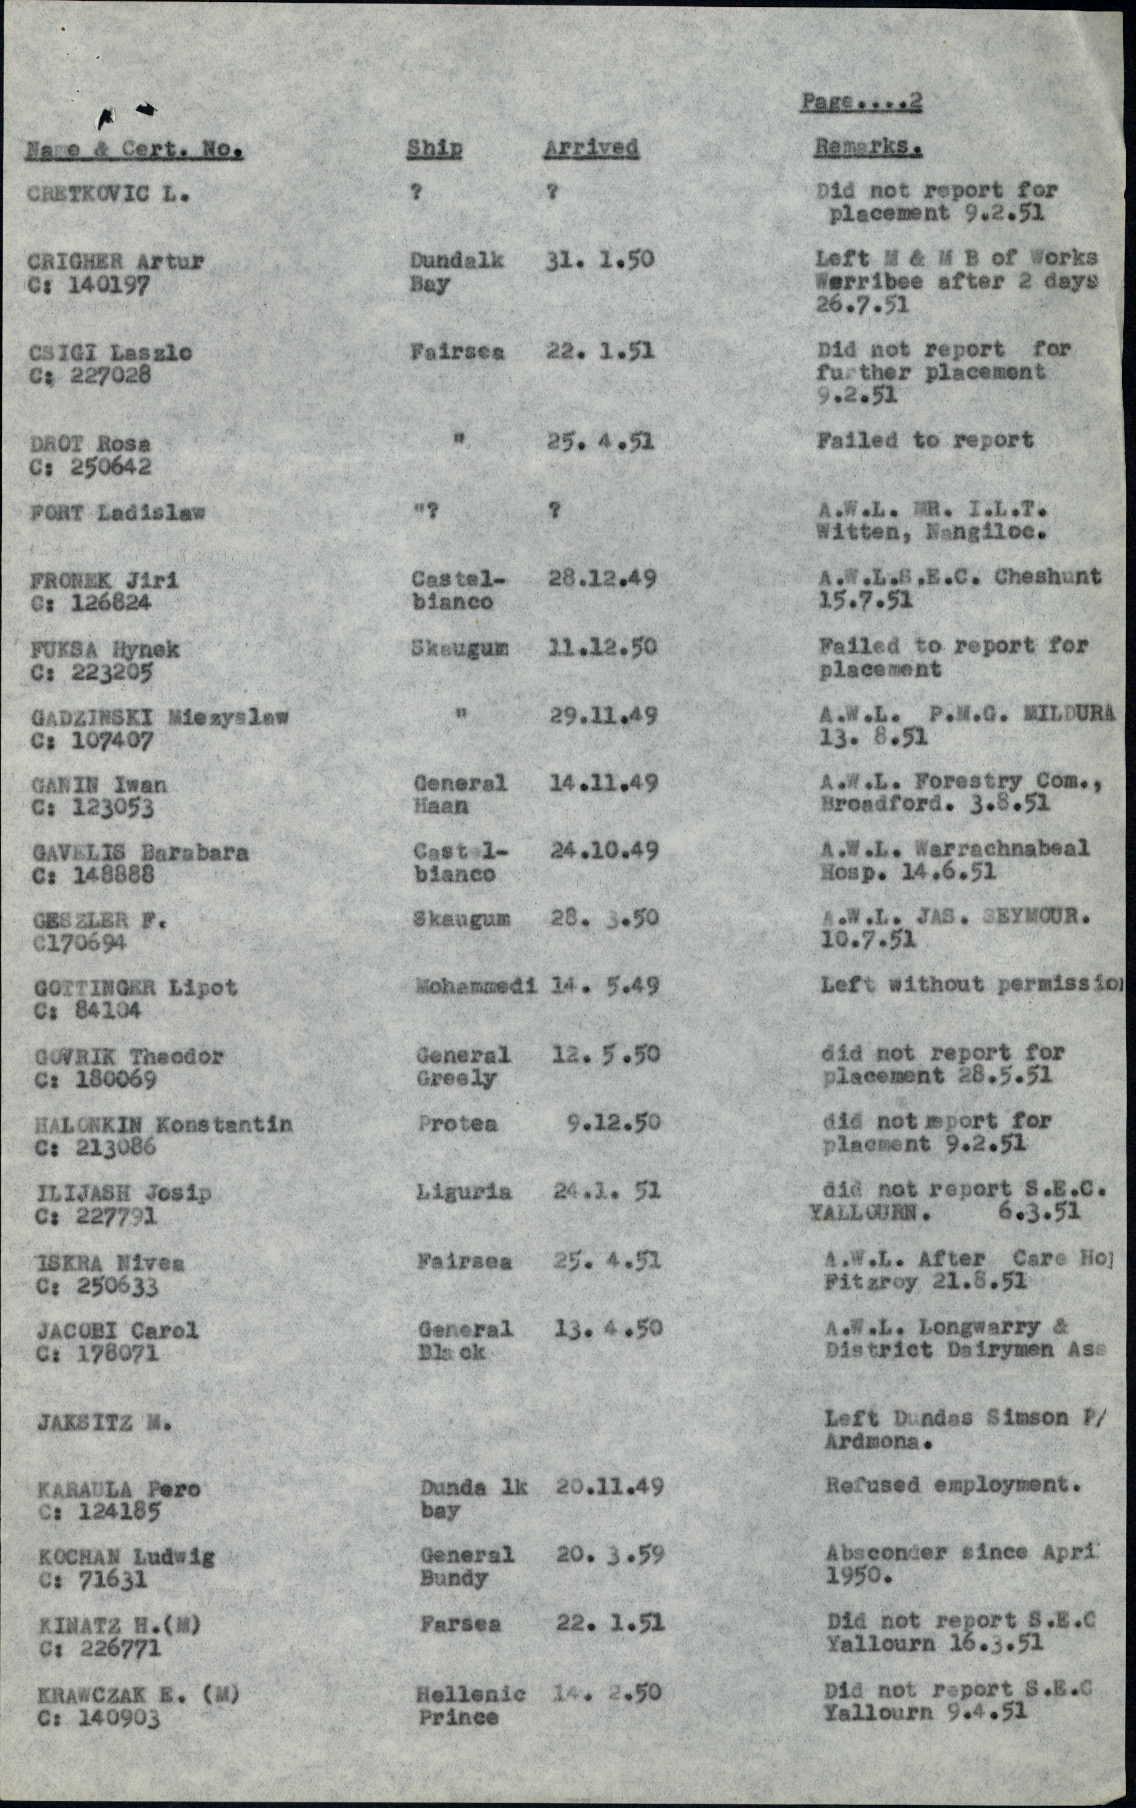 Page....2
Name & Cert. No. Ship Arrived Remarks.
CRETKOVIC L. ? ? Did not report for
placement 9.2.51
CRIGHER Artur Dundalk 31. 1.50 Left M & M B of Works
C: 140197 Bay Werribee after 2 days
26.7.51
CSIGI Laszlo Fairsea 22. 1.51 Did not report for
C: 227028 further placement
9.2.51
DROT Rosa " 25. 4.51 Failed to report
C: 250642
FORT Ladislaw "? ? A.W.L. MR. I.L.T.
Witten, Nangiloc.
FRONEK Jiri Castel- 28.12.49 A.W.L.S.E.C. Cheshunt
C: 126824 bianco 15.7.51
FUKSA Hynek Skaugum 11.12.50 Failed to report for
C: 223205 placement
GADZINSKI Miezyslaw " 29.11.49 A.W.L. P.M.G. MILDURA
C: 107407 13. 8.51
GANIN Iwan General 14.11.49 A.W.L. Forestry Com.,
C: 123053 Haan Broadford. 3.8.51
GAVELIS Barabara Castel- 24.10.49 A.W.L. Warrachnabeal
C: 148888 bianco Hosp. 14.6.51
GESZLER F. Skaugum 28. 3.50 A.W.L. JAS. SEYMOUR.
C170694 10.7.51
GOTTINGER Lipot Mohammedi 14. 5.49 Left without permission
C: 84104
GOVRIK Theodor General 12. 5.50 did not report for
C: 180069 Greely placement 28.5.51
HALONKIN Konstantin Protea 9.12.50 did not report for
C: 213086 placment 9.2.51
ILIJASH Josip Liguria 24.1. 51 did not report S.E.C.
C: 227791 YALLOURN. 6.3.51
ISKRA Nivea Fairsea 25. 4.51 A.W.L. After Care Ho
C: 250633 Fitzroy 21.8.51
JACOBI Carol General 13. 4.50 A.W.L. Longwarry &
C: 178071 Black District Dairymen Ass
JAKSITZ M. Left Dundas Simson P/
Ardmona.
KARAULA Pero Dunda lk 20.11.49 Refused employment.
C: 124185 bay
KOCHAN Ludwig General 20. 3.59 Absconder since Apri
C: 71631 Bundy 1950.
KINATZ H.(M) Farsea 22. 1.51 Did not report S.E.C
C: 226771 Yallourn 16.3.51
KRAWCZAK E. (M) Hellenic 14. 2.50 Did not report S.E.C
C: 140903 Prince Yallourn 9.4.51